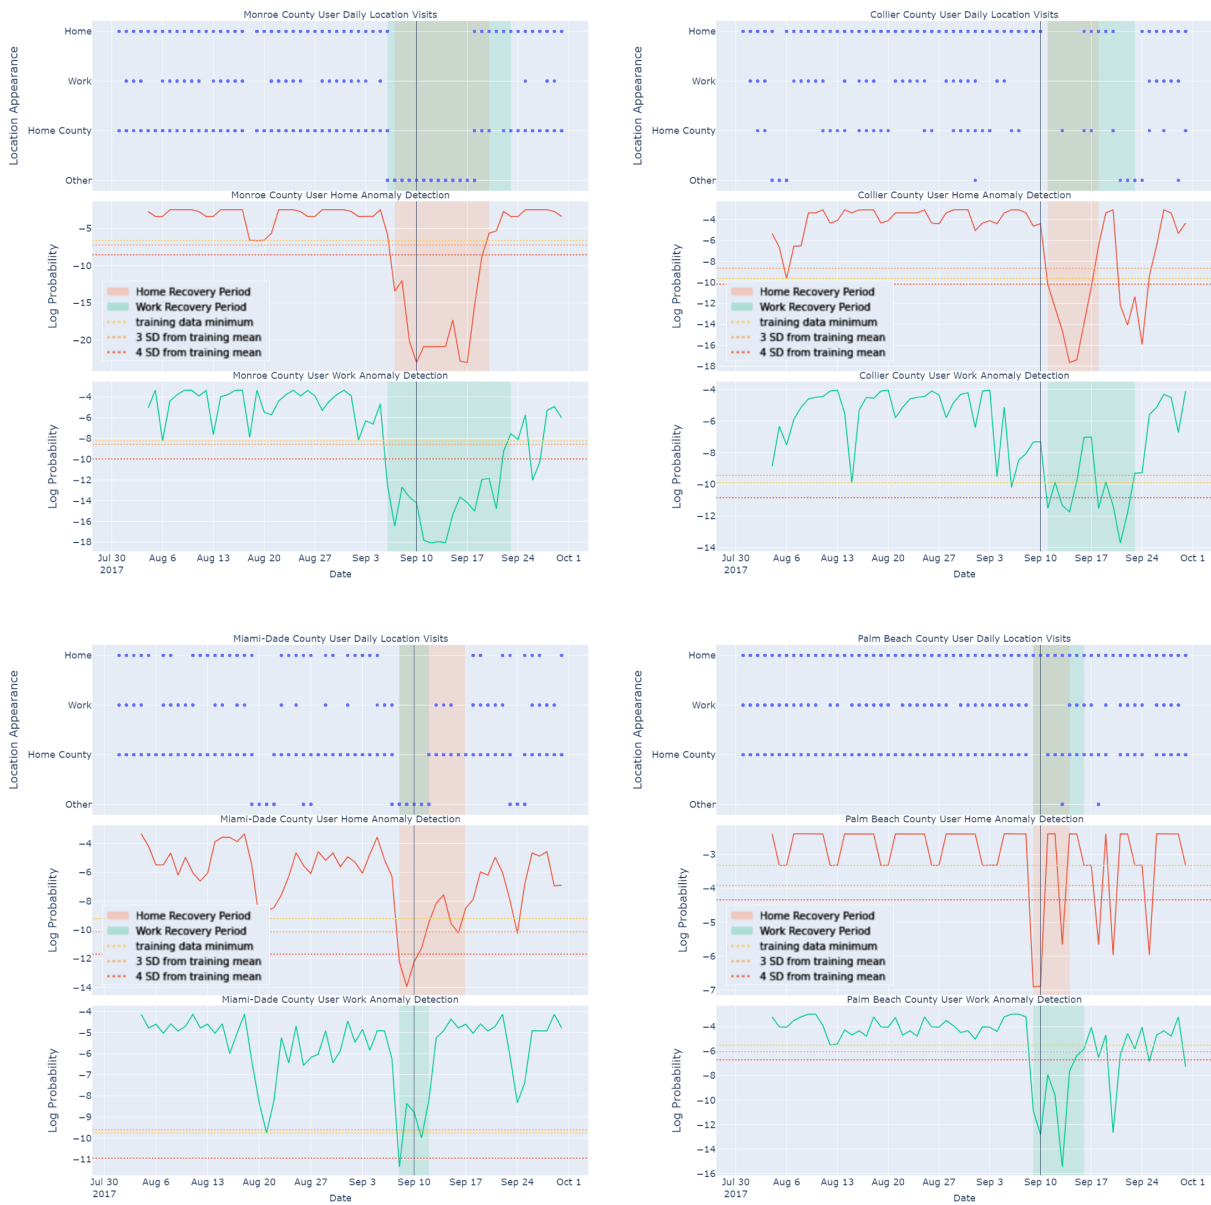 Monroe County User Daily Location Visits
Location Appearance
Home
Work
Home County
Other
Monroe County User Home Anomaly Detection
Log Probability
−5
−10
−15
−20
Home Recovery Period
Work Recovery Period
training data minimum
3 SD from training mean
4 SD from training mean
Monroe County User Work Anomaly Detection
Log Probability
−4
−6
−8
−10
−12
−14
−16
−18
Jul 30 Aug 6 Aug 13 Aug 20 Aug 27 Sep 3 Sep 10 Sep 17 Sep 24 Oct 1
2017
Date
Collier County User Daily Location Visits
Location Appearance
Home
Work
Home County
Other
Collier County User Home Anomaly Detection
Log Probability
−4
−6
−8
−10
−12
−14
−16
−18
Home Recovery Period
Work Recovery Period
training data minimum
3 SD from training mean
4 SD from training mean
Collier County User Work Anomaly Detection
Log Probability
−4
−6
−8
−10
−12
−14
Jul 30 Aug 6 Aug 13 Aug 20 Aug 27 Sep 3 Sep 10 Sep 17 Sep 24 Oct 1
2017
Date
Miami-Dade County User Daily Location Visits
Location Appearance
Home
Work
Home County
Other
Miami-Dade County User Home Anomaly Detection
Log Probability
−4
−6
−8
−10
−12
−14
Home Recovery Period
Work Recovery Period
training data minimum
3 SD from training mean
4 SD from training mean
Miami-Dade County User Work Anomaly Detection
Log Probability
−4
−5
−6
−7
−8
−9
−10
−11
Jul 30 Aug 6 Aug 13 Aug 20 Aug 27 Sep 3 Sep 10 Sep 17 Sep 24 Oct 1
2017
Date
Palm Beach County User Daily Location Visits
Location Appearance
Home
Work
Home County
Other
Palm Beach County User Home Anomaly Detection
Log Probability
−3
−4
−5
−6
−7
Home Recovery Period
Work Recovery Period
training data minimum
3 SD from training mean
4 SD from training mean
Palm Beach County User Work Anomaly Detection
Log Probability
−4
−6
−8
−10
−12
−14
−16
Jul 30 Aug 6 Aug 13 Aug 20 Aug 27 Sep 3 Sep 10 Sep 17 Sep 24 Oct 1
2017
Date